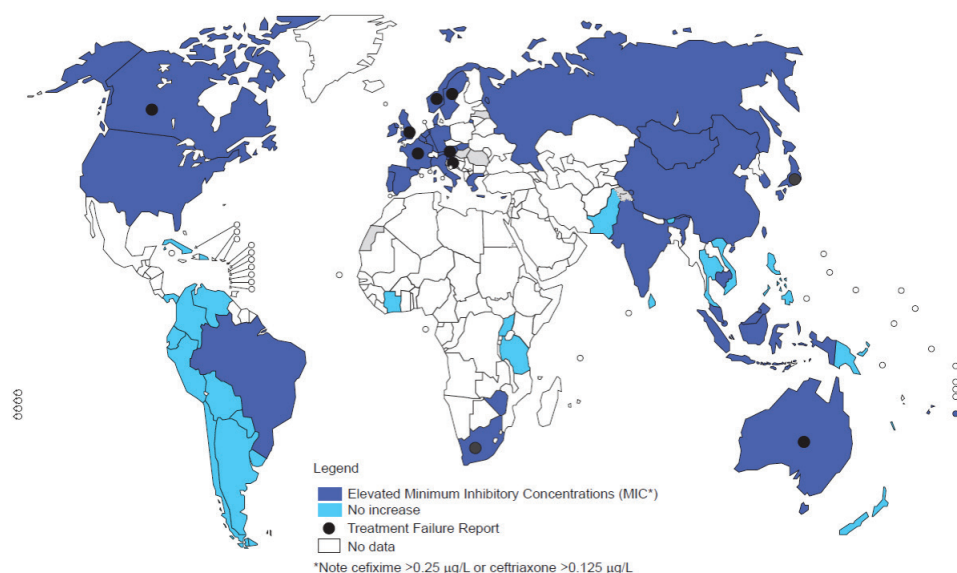 Legend
Elevated Minimum Inhibitory Concentrations (MIC*)
No increase
Treatment Failure Report
No data
*Note cefixime >0.25 µg/L or ceftriaxone >0.125 µg/L